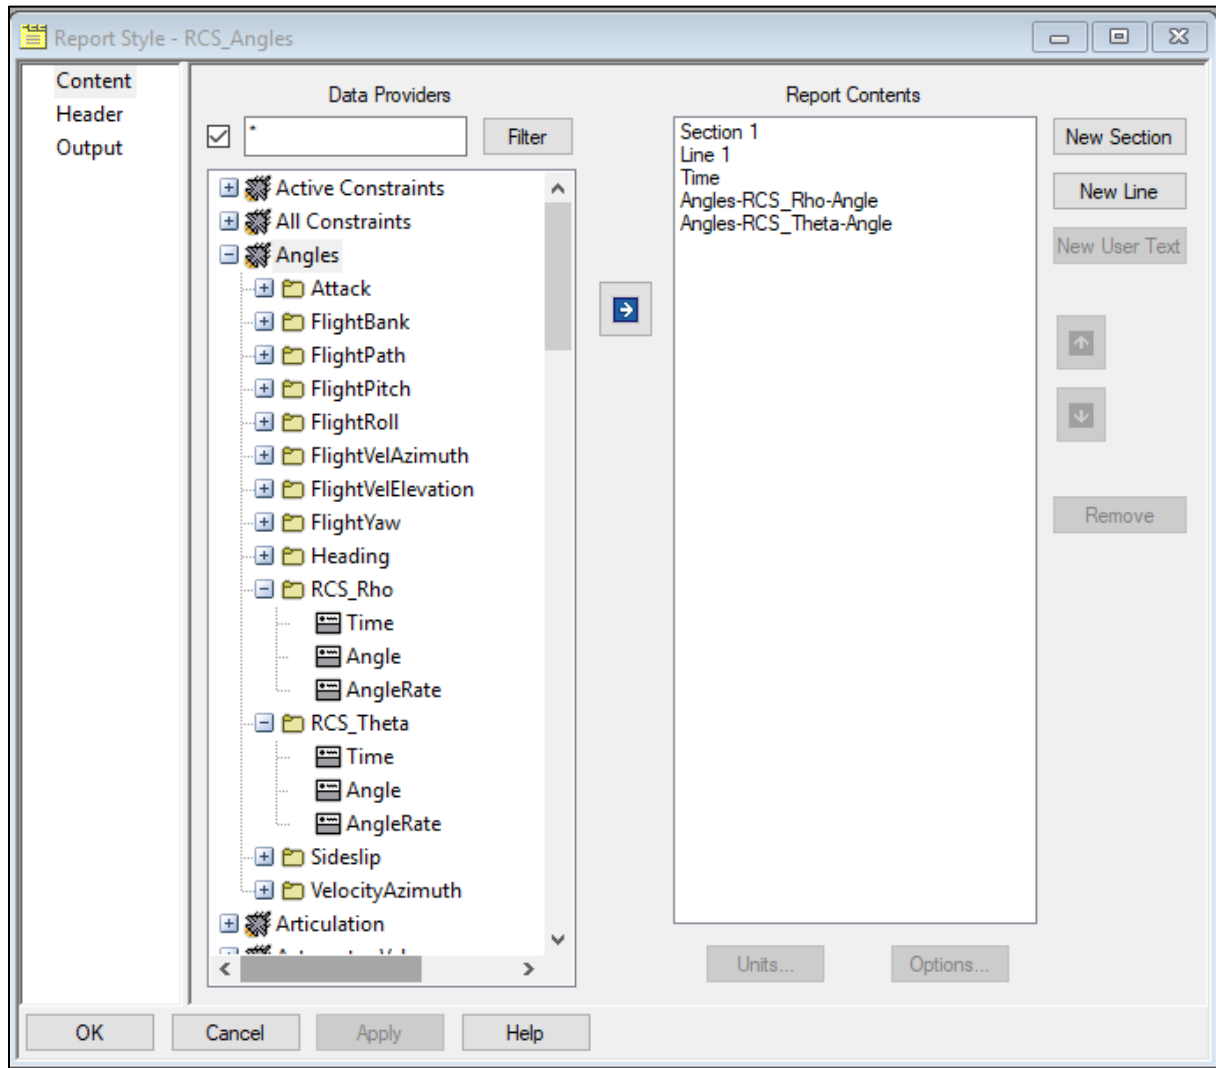 Report Style - RCS_Angles
Content
Header
Output
Data Providers
*
Filter
Active Constraints
All Constraints
Angles
Attack
FlightBank
FlightPath
FlightPitch
FlightRoll
FlightVelAzimuth
FlightVelElevation
FlightYaw
Heading
RCS_Rho
Time
Angle
AngleRate
RCS_Theta
Time
Angle
AngleRate
Sideslip
VelocityAzimuth
Articulation
Report Contents
Section 1
Line 1
Time
Angles-RCS_Rho-Angle
Angles-RCS_Theta-Angle
New Section
New Line
New User Text
Remove
Units...
Options...
OK
Cancel
Apply
Help